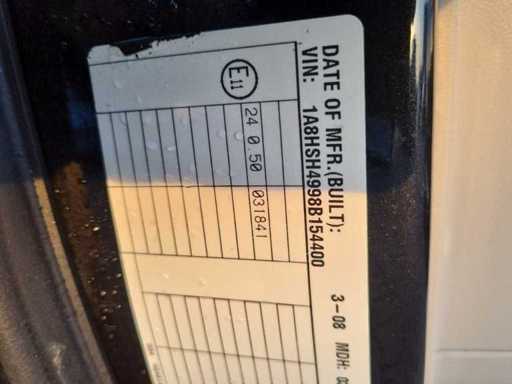 DATE OF MFR.(BUILT): 3-08 MDH:
VIN: 1A8HSH4998B154400
E11
24 0.50 031841